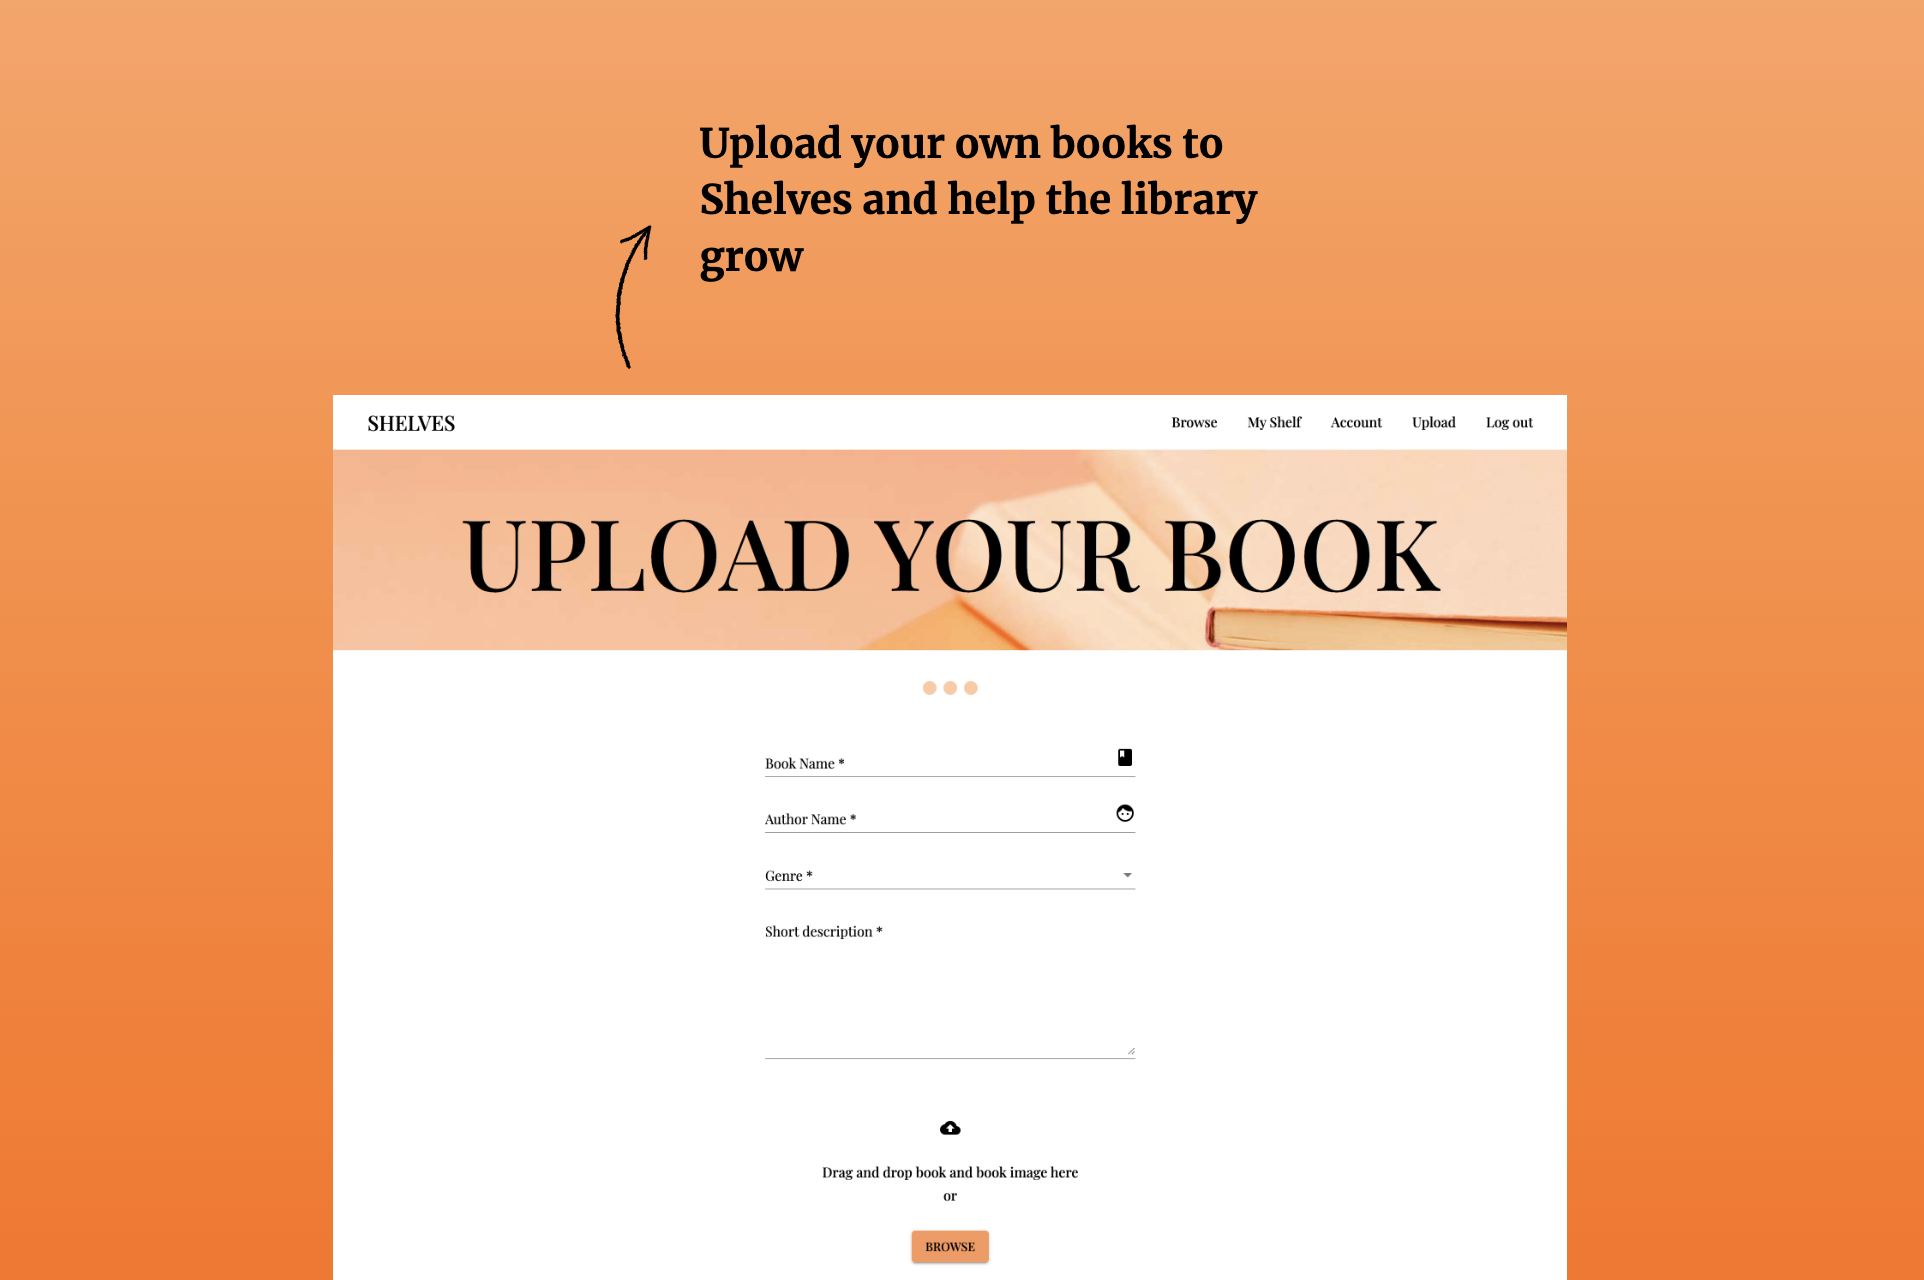 Upload your own books to
Shelves and help the library
grow
SHELVES
Browse My Shelf Account Upload Log out
UPLOAD YOUR BOOK
Book Name *
Author Name *
Genre *
Short description *
Drag and drop book and book image here
or
BROWSE